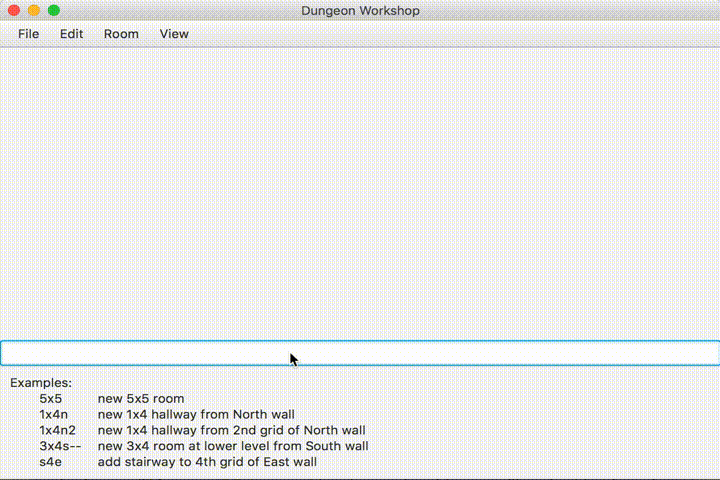 Dungeon Workshop
File Edit Room View
Examples:
5x5 new 5x5 room
1x4n new 1x4 hallway from North wall
1x4n2 new 1x4 hallway from 2nd grid of North wall
3x4s-- new 3x4 room at lower level from South wall
s4e add stairway to 4th grid of East wall